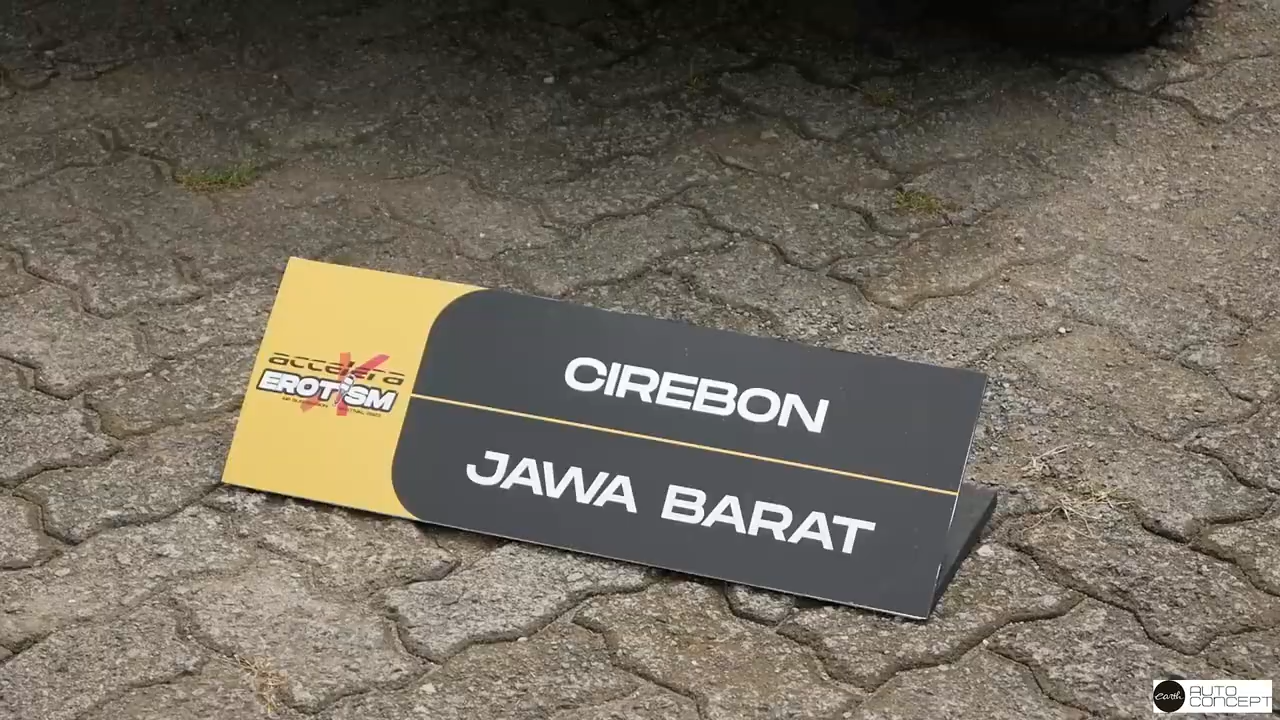 CIREBON
JAWA BARAT
accelera
EROTISM
earth
AUTO
CONCEPT